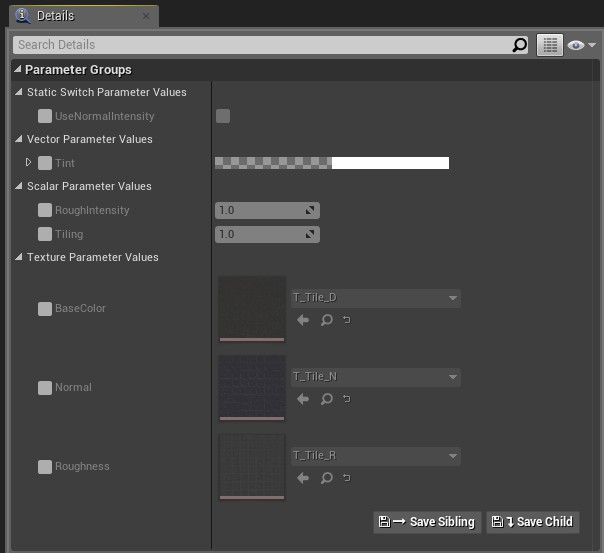 Details
Search Details
Parameter Groups
Static Switch Parameter Values
UseNormalIntensity
Vector Parameter Values
Tint
Scalar Parameter Values
RoughIntensity 1.0
Tiling 1.0
Texture Parameter Values
BaseColor T_Tile_D
Normal T_Tile_N
Roughness T_Tile_R
Save Sibling Save Child